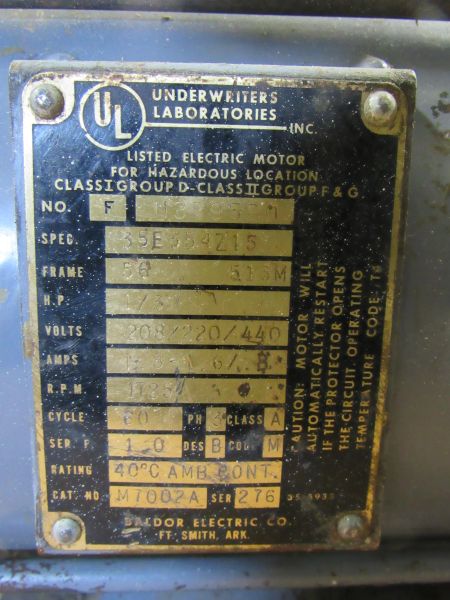 UL
UNDERWRITERS
LABORATORIES
INC.
LISTED ELECTRIC MOTOR
FOR HAZARDOUS LOCATION
CLASS I GROUP D-CLASS II GROUP F & G
NO. F
SPEC. 35E554Z15
FRAME 56
H.P. 1/3
VOLTS 208/220/440
AMPS
R.P.M
CYCLE 60 PH 3 CLASS A
SER. F 1.0 DES B CODE M
RATING 40°C AMB CONT.
CAT. NO M7002A SER 276
BALDOR ELECTRIC CO.
FT. SMITH, ARK.
CAUTION: MOTOR WILL
AUTOMATICALLY RESTART
IF THE PROTECTOR OPENS
THE CIRCUIT. OPERATING
TEMPERATURE CODE,